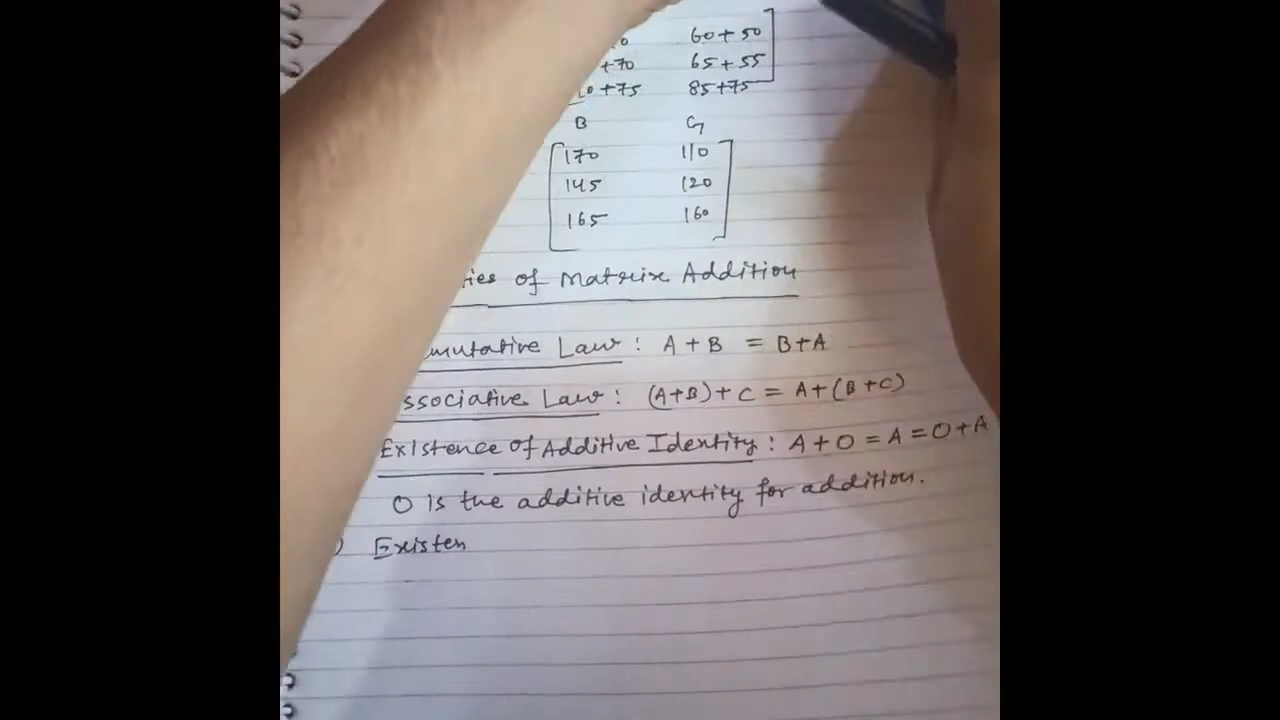 60+50
+70 65+55
+75 85+75
B G
170 110
145 120
165 160
of Matrix Addition
Law : A+B = B+A
Law : (A+B)+C = A+(B+C)
Existence of Additive Identity : A+O = A = O+A
O is the additive identity for addition.
) Existen